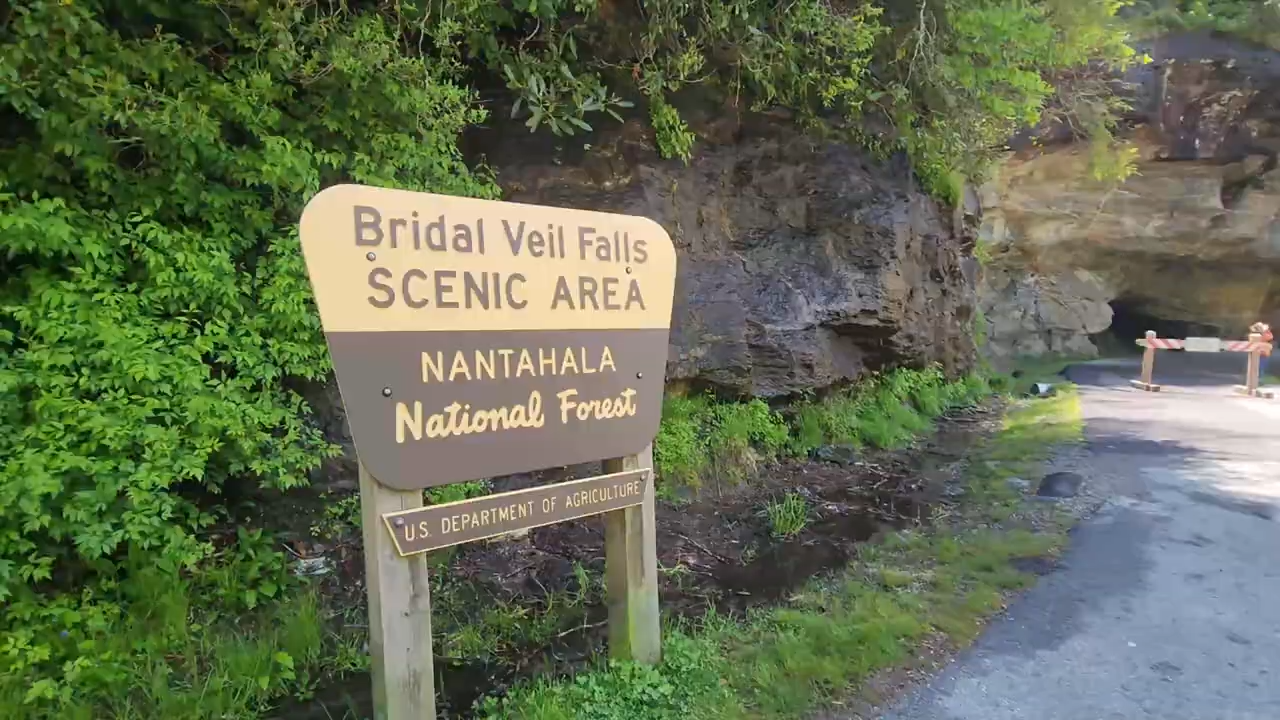 Bridal Veil Falls
SCENIC AREA
NANTAHALA
National Forest
U.S. DEPARTMENT OF AGRICULTURE